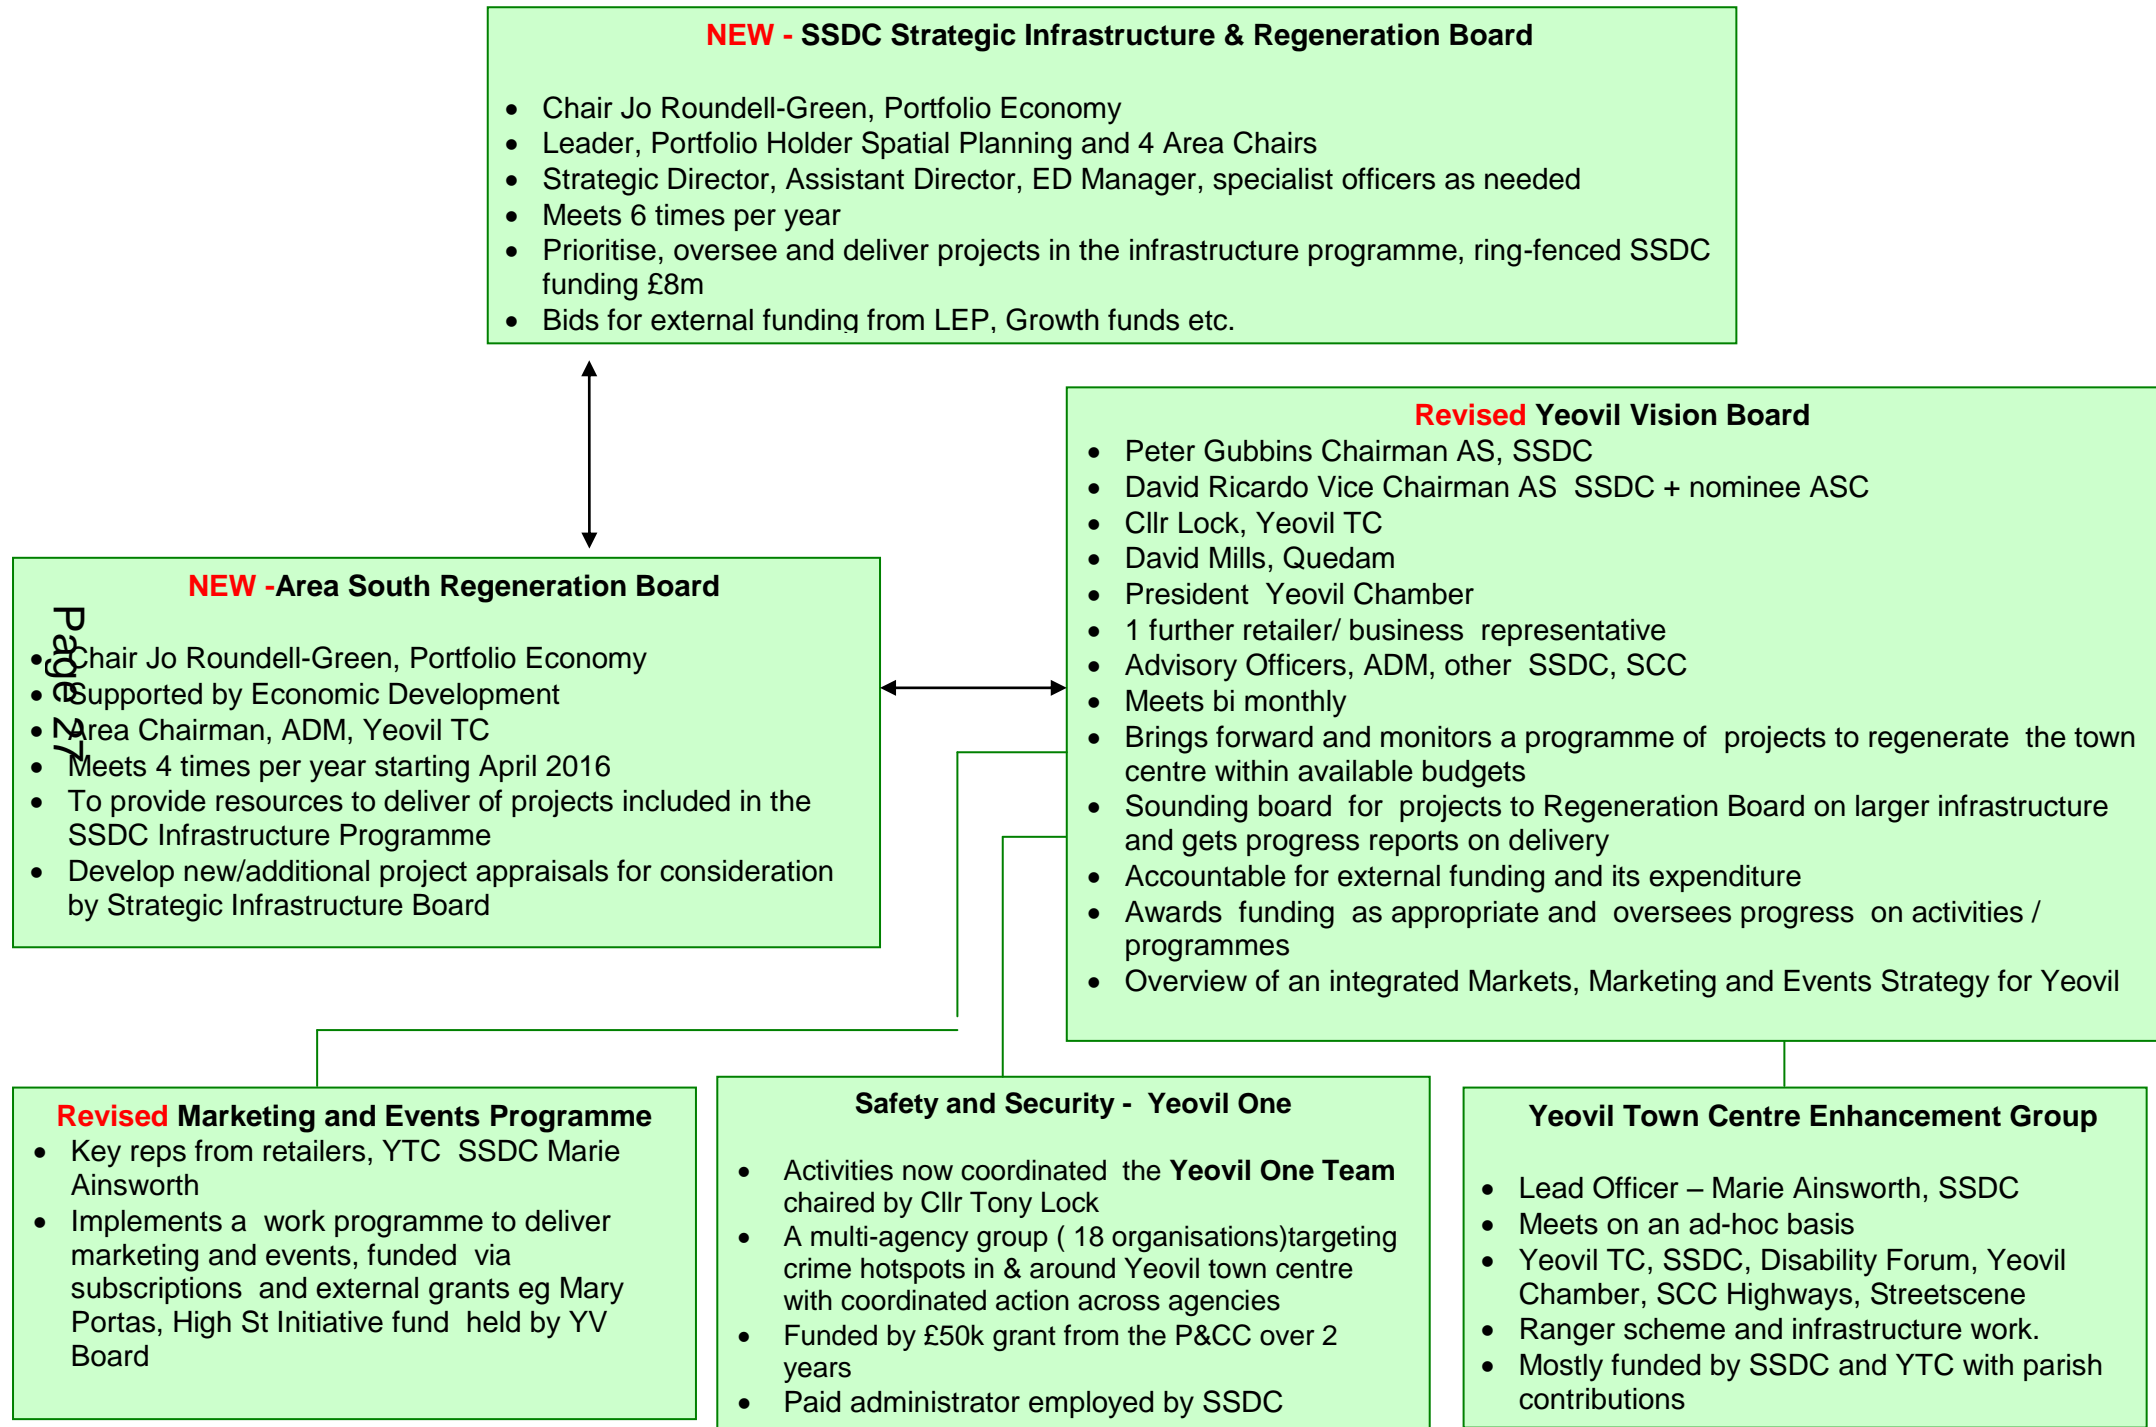 NEW - SSDC Strategic Infrastructure & Regeneration Board
• Chair Jo Roundell-Green, Portfolio Economy
• Leader, Portfolio Holder Spatial Planning and 4 Area Chairs
• Strategic Director, Assistant Director, ED Manager, specialist officers as needed
• Meets 6 times per year
• Prioritise, oversee and deliver projects in the infrastructure programme, ring-fenced SSDC
funding £8m
• Bids for external funding from LEP, Growth funds etc.
Revised Yeovil Vision Board
• Peter Gubbins Chairman AS, SSDC
• David Ricardo Vice Chairman AS SSDC + nominee ASC
• Cllr Lock, Yeovil TC
• David Mills, Quedam
• President Yeovil Chamber
• 1 further retailer/ business representative
• Advisory Officers, ADM, other SSDC, SCC
• Meets bi monthly
• Brings forward and monitors a programme of projects to regenerate the town
centre within available budgets
• Sounding board for projects to Regeneration Board on larger infrastructure
and gets progress reports on delivery
• Accountable for external funding and its expenditure
• Awards funding as appropriate and oversees progress on activities /
programmes
• Overview of an integrated Markets, Marketing and Events Strategy for Yeovil
NEW -Area South Regeneration Board
• Chair Jo Roundell-Green, Portfolio Economy
• Supported by Economic Development
• Area Chairman, ADM, Yeovil TC
• Meets 4 times per year starting April 2016
• To provide resources to deliver of projects included in the
SSDC Infrastructure Programme
• Develop new/additional project appraisals for consideration
by Strategic Infrastructure Board
Page 27
Revised Marketing and Events Programme
• Key reps from retailers, YTC SSDC Marie
Ainsworth
• Implements a work programme to deliver
marketing and events, funded via
subscriptions and external grants eg Mary
Portas, High St Initiative fund held by YV
Board
Safety and Security - Yeovil One
• Activities now coordinated the Yeovil One Team
chaired by Cllr Tony Lock
• A multi-agency group ( 18 organisations)targeting
crime hotspots in & around Yeovil town centre
with coordinated action across agencies
• Funded by £50k grant from the P&CC over 2
years
• Paid administrator employed by SSDC
Yeovil Town Centre Enhancement Group
• Lead Officer – Marie Ainsworth, SSDC
• Meets on an ad-hoc basis
• Yeovil TC, SSDC, Disability Forum, Yeovil
Chamber, SCC Highways, Streetscene
• Ranger scheme and infrastructure work.
• Mostly funded by SSDC and YTC with parish
contributions